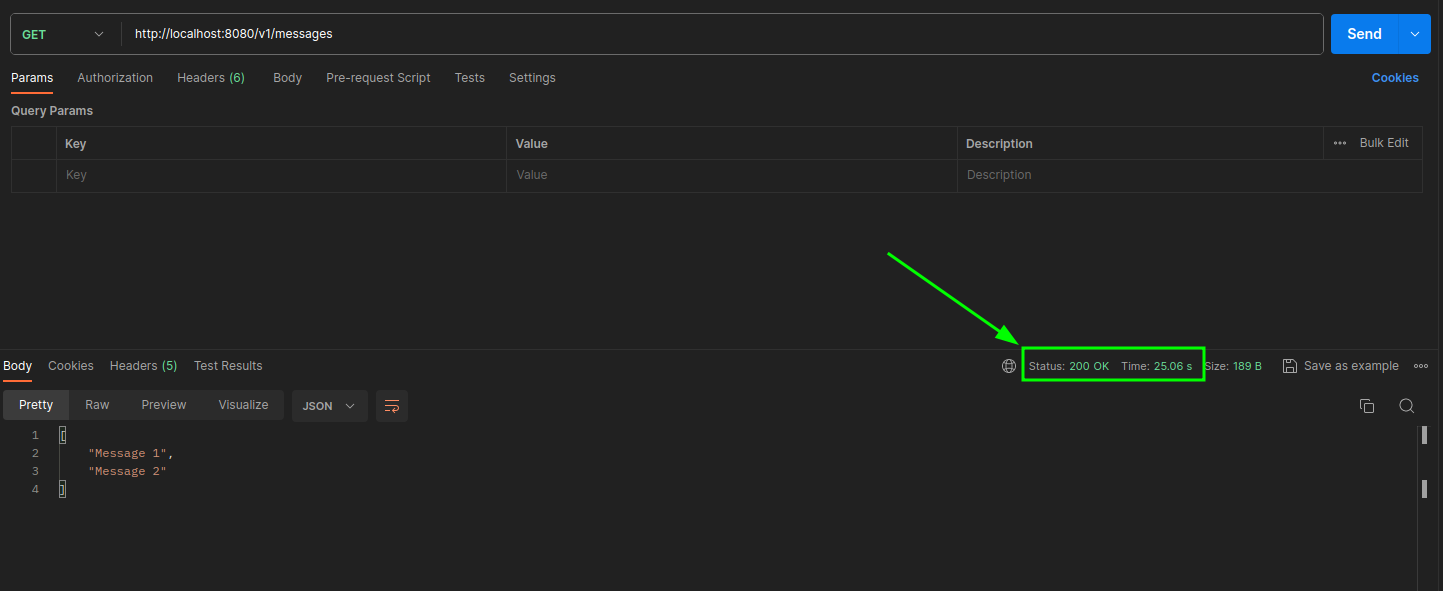 GET http://localhost:8080/v1/messages Send
Params Authorization Headers (6) Body Pre-request Script Tests Settings Cookies
Query Params
Key Value Description Bulk Edit
Key Value Description
Body Cookies Headers (5) Test Results Status: 200 OK Time: 25.06 s Size: 189 B Save as example
Pretty Raw Preview Visualize JSON
1 [
2 "Message 1",
3 "Message 2"
4 ]